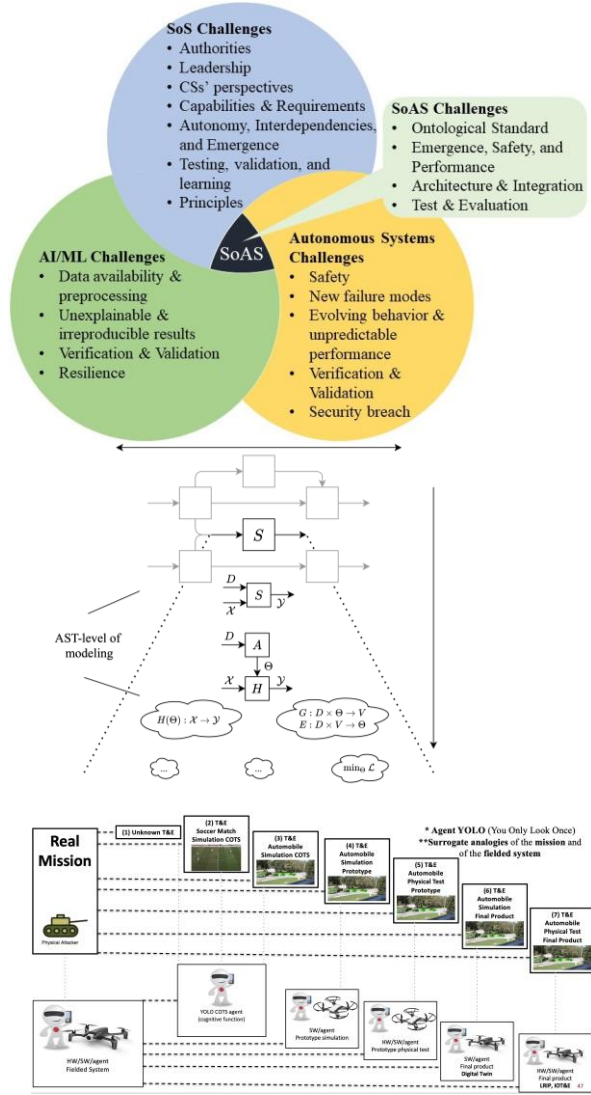 SoS Challenges
• Authorities
• Leadership
• CSs' perspectives
• Capabilities & Requirements
• Autonomy, Interdependencies,
and Emergence
• Testing, validation, and
learning
• Principles
SoAS Challenges
• Ontological Standard
• Emergence, Safety, and
Performance
• Architecture & Integration
• Test & Evaluation
SoAS
AI/ML Challenges
• Data availability &
preprocessing
• Unexplainable &
irreproducible results
• Verification & Validation
• Resilience
Autonomous Systems
Challenges
• Safety
• New failure modes
• Evolving behavior &
unpredictable
performance
• Verification &
Validation
• Security breach
S
D
X
S
Y
AST-level of
modeling
D
A
Θ
X
H
Y
H(Θ) : X → Y
G : D × Θ → V
E : D × V → Θ
...
...
min_Θ L
Real
Mission
Physical Attacker
(1) Unknown T&E
(2) T&E
Soccer Match
Simulation COTS
(3) T&E
Automobile
Simulation COTS
(4) T&E
Automobile
Simulation
Prototype
(5) T&E
Automobile
Physical Test
Prototype
(6) T&E
Automobile
Simulation
Final Product
(7) T&E
Automobile
Physical Test
Final Product
* Agent YOLO (You Only Look Once)
**Surrogate analogies of the mission and
of the fielded system
HW/SW/agent
Fielded System
YOLO COTS agent
(cognitive function)
SW/agent
Prototype simulation
HW/SW/agent
Prototype physical test
SW/agent
Final product
Digital Twin
HW/SW/agent
Final product
LRIP, IOT&E
47